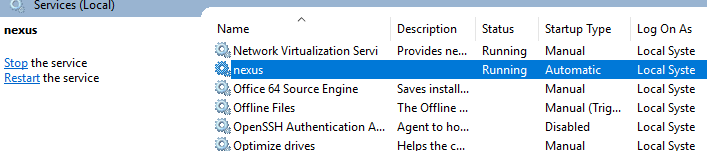 Services (Local)
nexus
Stop the service
Restart the service
Name Description Status Startup Type Log On As
Network Virtualization Servi Provides ne... Running Manual Local Syste
nexus Running Automatic Local Syste
Office 64 Source Engine Saves install... Manual Local Syste
Offline Files The Offline ... Manual (Trig... Local Syste
OpenSSH Authentication A... Agent to ho... Disabled Local Syste
Optimize drives Helps the c... Manual Local Syste